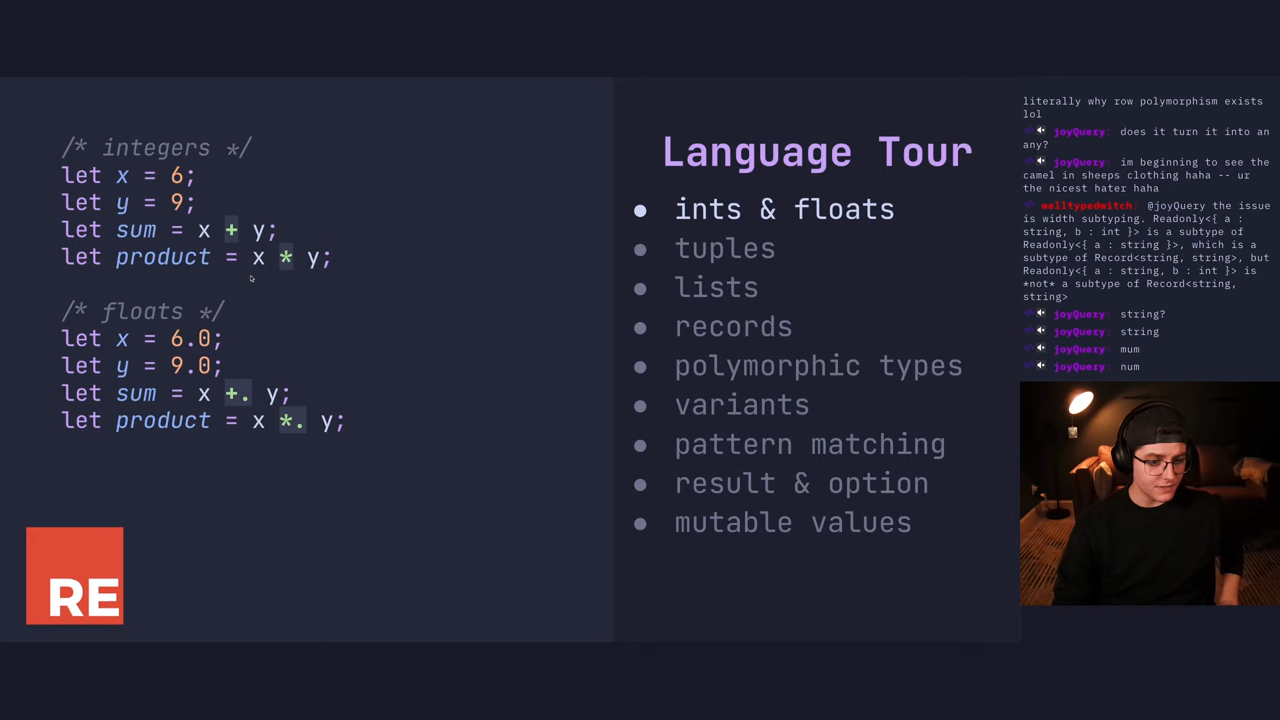 /* integers */
let x = 6;
let y = 9;
let sum = x + y;
let product = x * y;
/* floats */
let x = 6.0;
let y = 9.0;
let sum = x +. y;
let product = x *. y;
RE
Language Tour
● ints & floats
● tuples
● lists
● records
● polymorphic types
● variants
● pattern matching
● result & option
● mutable values
literally why row polymorphism exists
lol
joyQuery: does it turn it into an
any?
joyQuery: im beginning to see the
camel in sheeps clothing haha -- ur
the nicest hater haha
welltypedwitch: @joyQuery the issue
is width subtyping. Readonly<{ a :
string, b : int }> is a subtype of
Readonly<{ a : string }>, which is a
subtype of Record<string, string>, but
Readonly<{ a : string, b : int }> is
*not* a subtype of Record<string,
string>
joyQuery: string?
joyQuery: string
joyQuery: mum
joyQuery: num